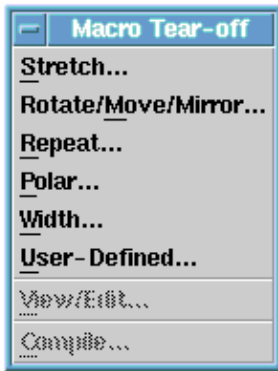 Macro Tear-off
Stretch...
Rotate/Move/Mirror...
Repeat...
Polar...
Width...
User-Defined...
View/Edit...
Compile...